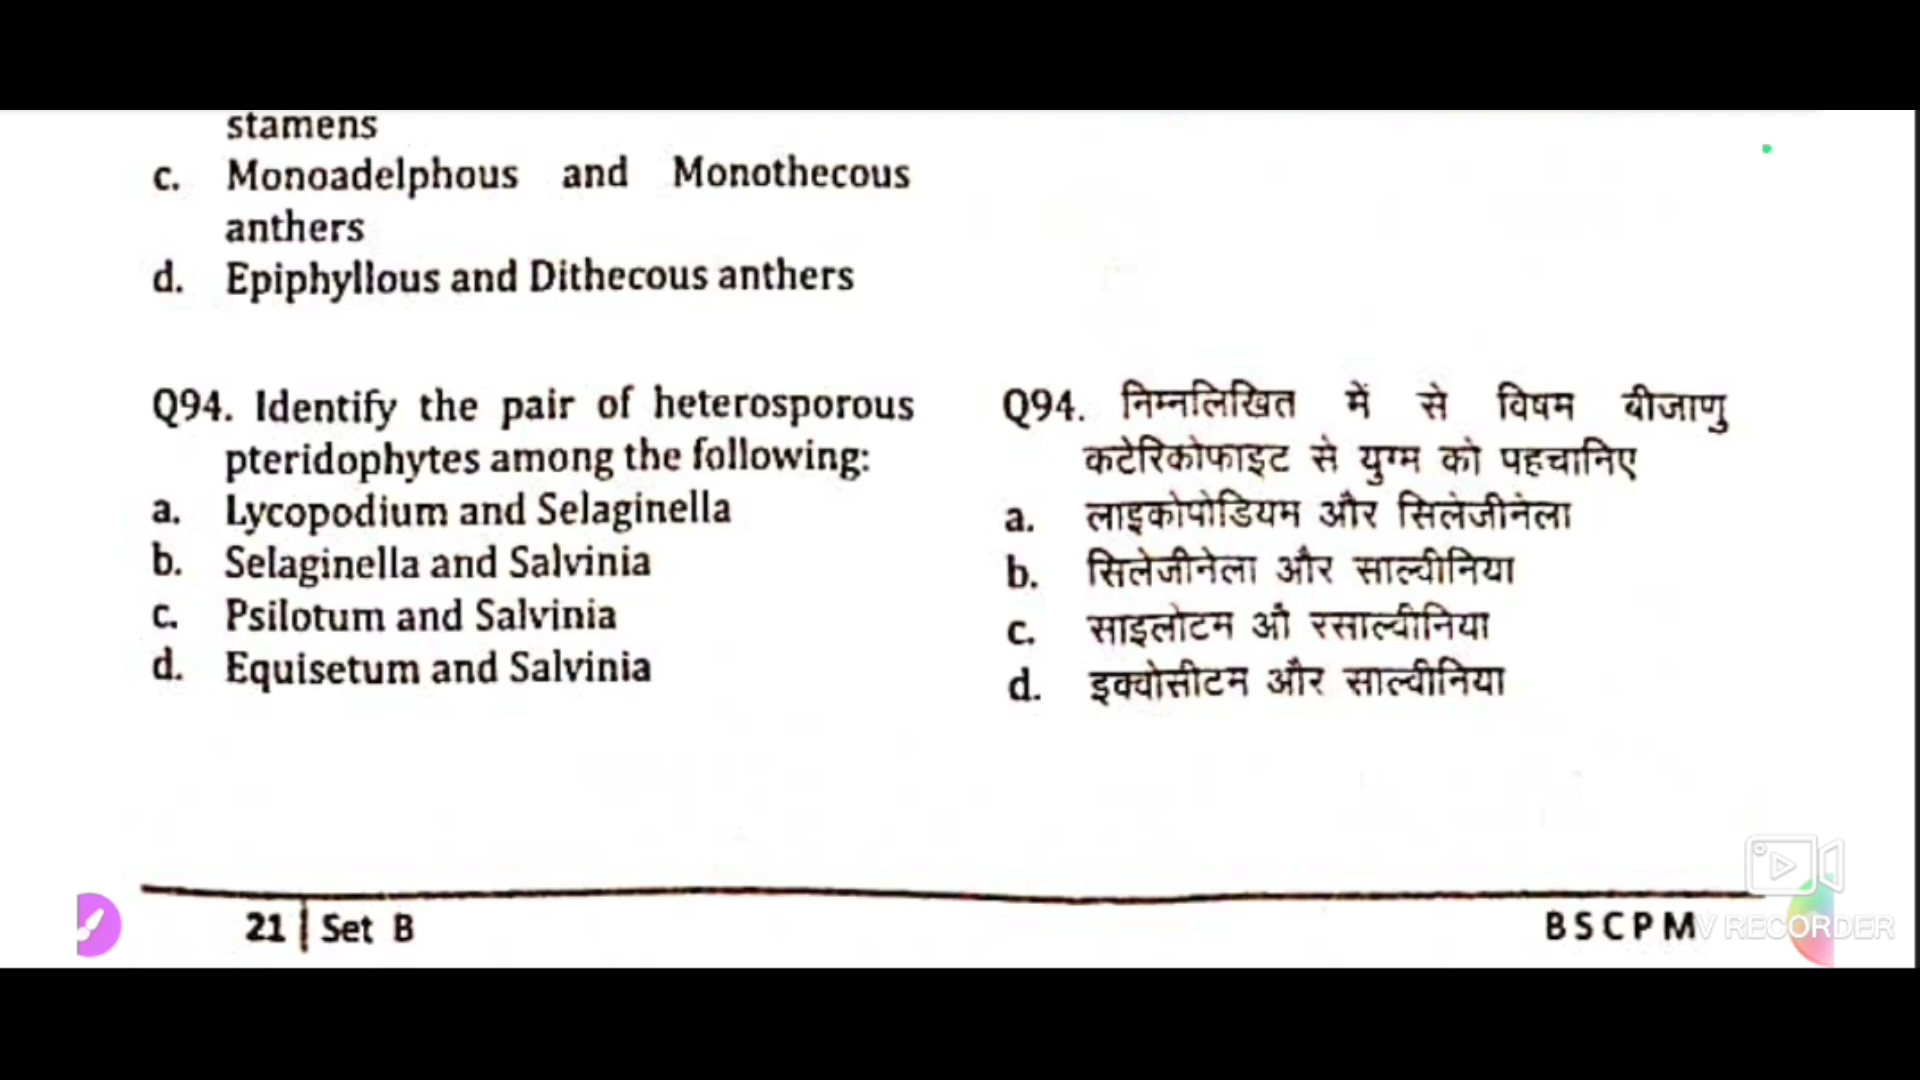 stamens
c. Monoadelphous and Monothecous
anthers
d. Epiphyllous and Dithecous anthers
Q94. Identify the pair of heterosporous
pteridophytes among the following:
a. Lycopodium and Selaginella
b. Selaginella and Salvinia
c. Psilotum and Salvinia
d. Equisetum and Salvinia
Q94. निम्नलिखित में से विषम बीजाणु
कटेरिकोफाइट से युग्म को पहचानिए
a. लाइकोपोडियम और सिलेजीनेला
b. सिलेजीनेला और साल्वीनिया
c. साइलोटम औ रसाल्वीनिया
d. इक्वोसीटम और साल्वीनिया
21 | Set B
BSCPM
V RECORDER